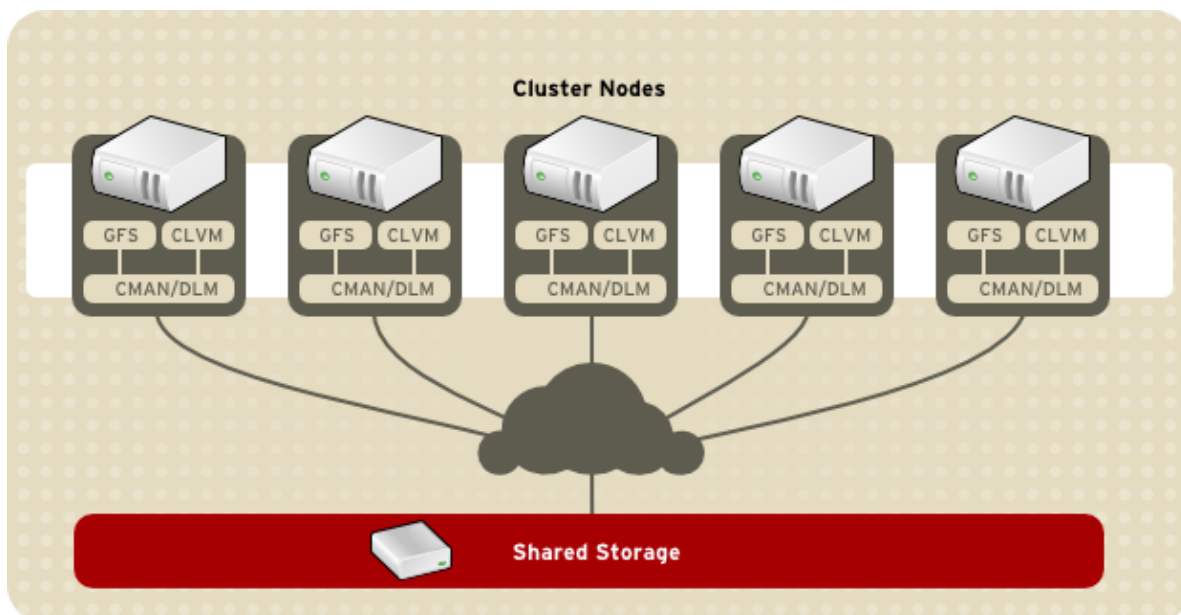 Cluster Nodes
GFS CLVM GFS CLVM GFS CLVM GFS CLVM GFS CLVM
CMAN/DLM CMAN/DLM CMAN/DLM CMAN/DLM CMAN/DLM
Shared Storage